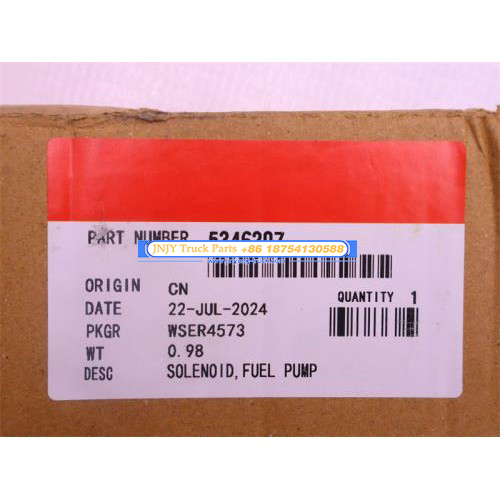 PART NUMBER
JNJY Truck Parts +86 18754130588
ORIGIN CN
QUANTITY 1
DATE 22-JUL-2024
PKGR WSER4573
WT 0.98
DESC SOLENOID,FUEL PUMP